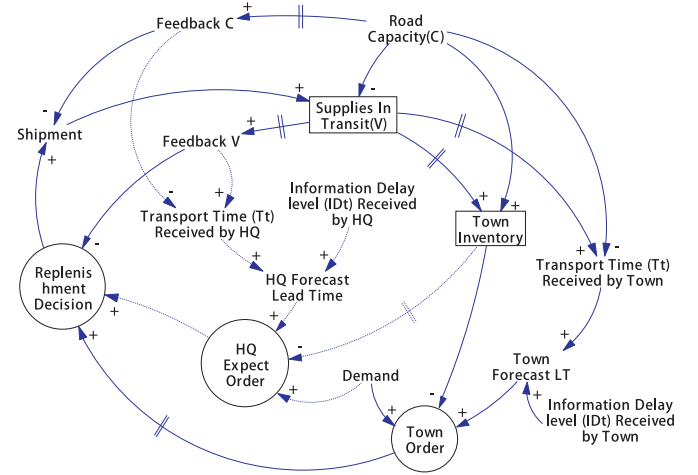 Feedback C
Road
Capacity(C)
+
+
-
-
+
Shipment
+
Supplies In
Transit(V)
Feedback V
+
-
+
Transport Time (Tt)
Received by HQ
Information Delay
level (IDt) Received
by HQ
+
+
Town
Inventory
-
+
-
Transport Time (Tt)
Received by Town
Replenis
hment
Decision
+
+
HQ Forecast
Lead Time
+
+
+
HQ
Expect
Order
-
+
Demand
+
Town
Forecast LT
+
-
+
+
Town
Order
Information Delay
level (IDt) Received
by Town